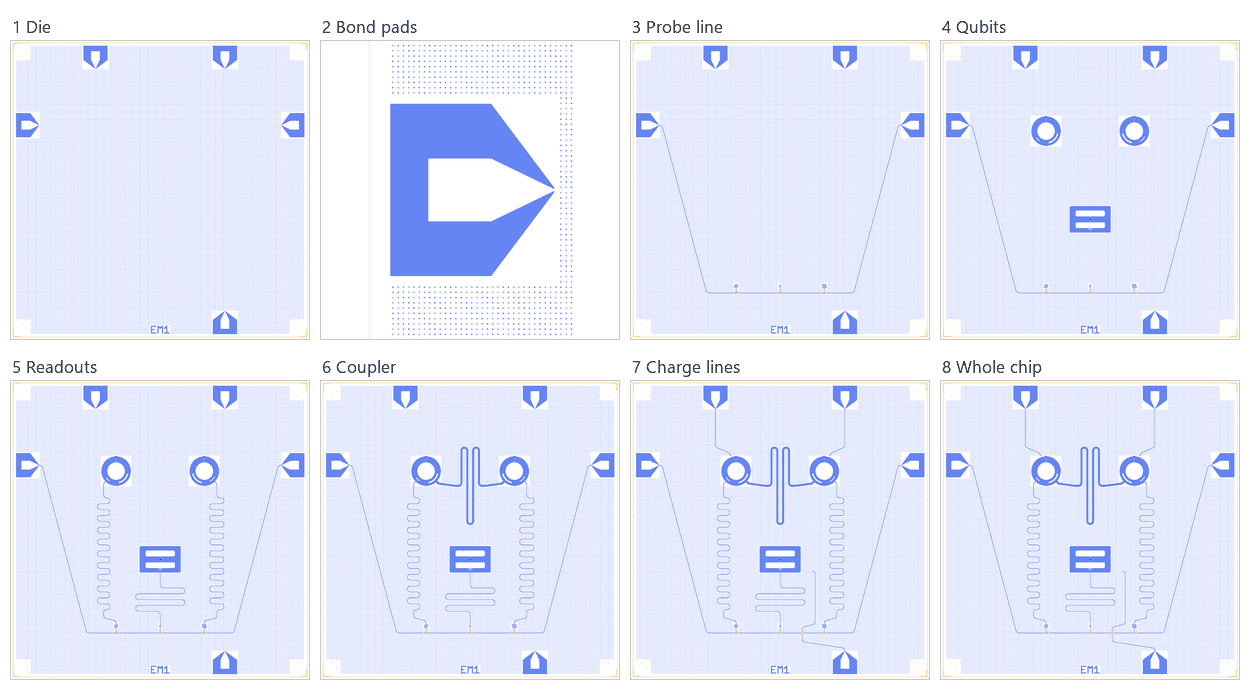 1 Die
2 Bond pads
3 Probe line
4 Qubits
EM1
EM1
EM1
5 Readouts
6 Coupler
7 Charge lines
8 Whole chip
EM1
EM1
EM1
EM1